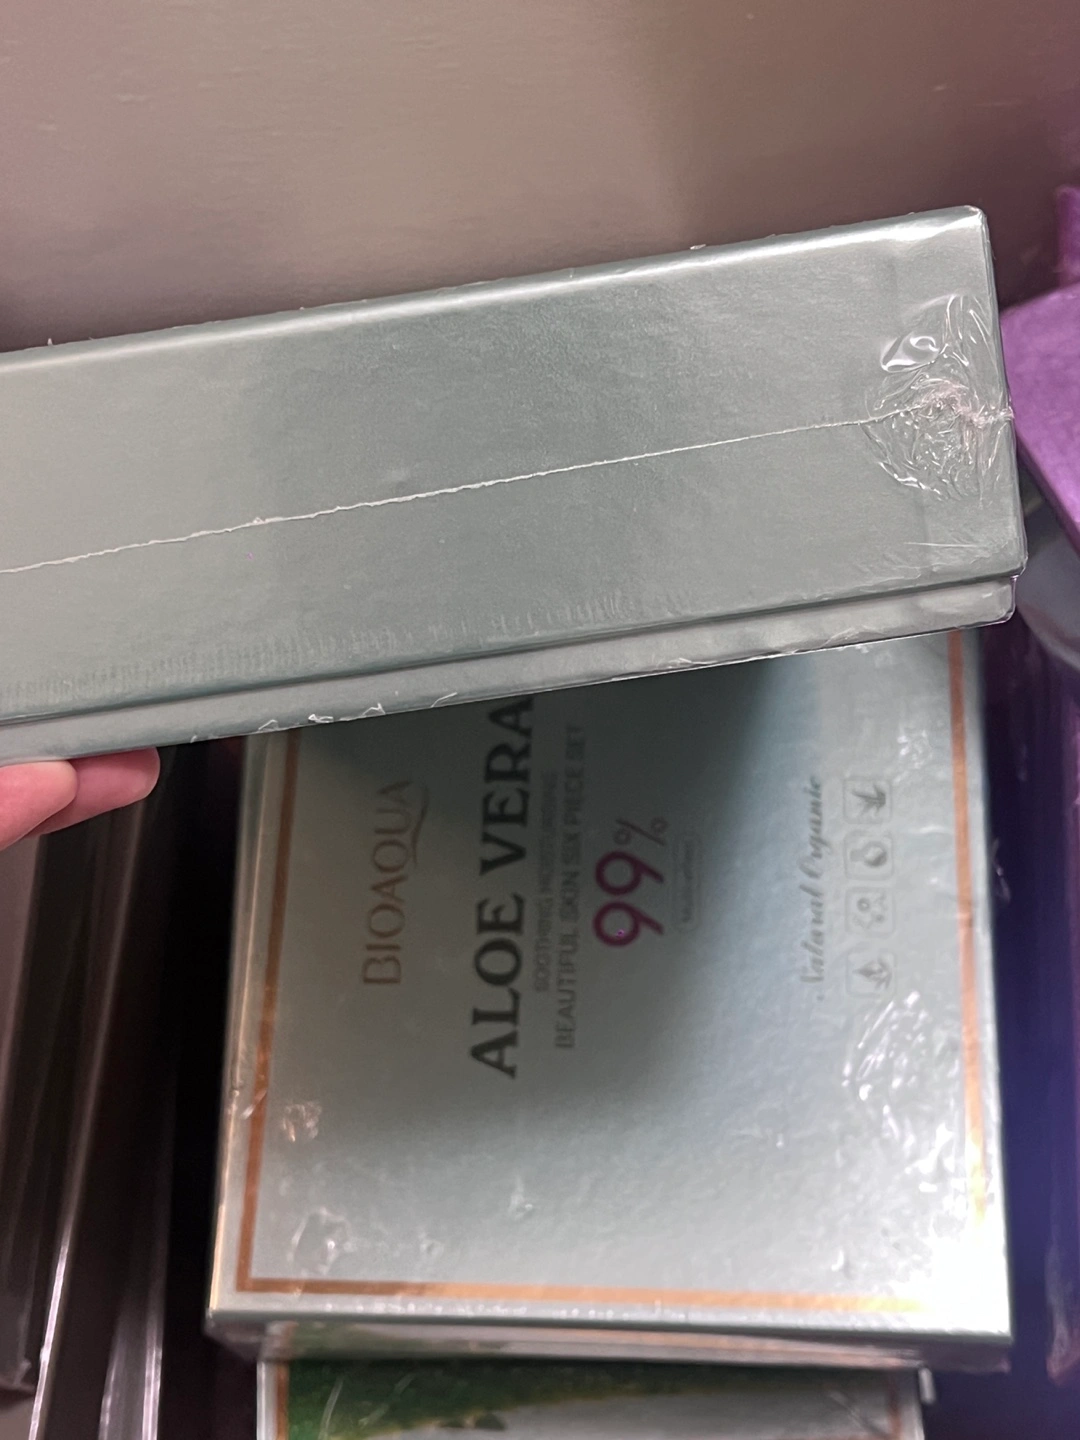 BIOAQUA
ALOE VERA
SOOTHING MOISTURIZING
BEAUTIFUL SKIN SIX PIECE SET
99%
Natural Organic